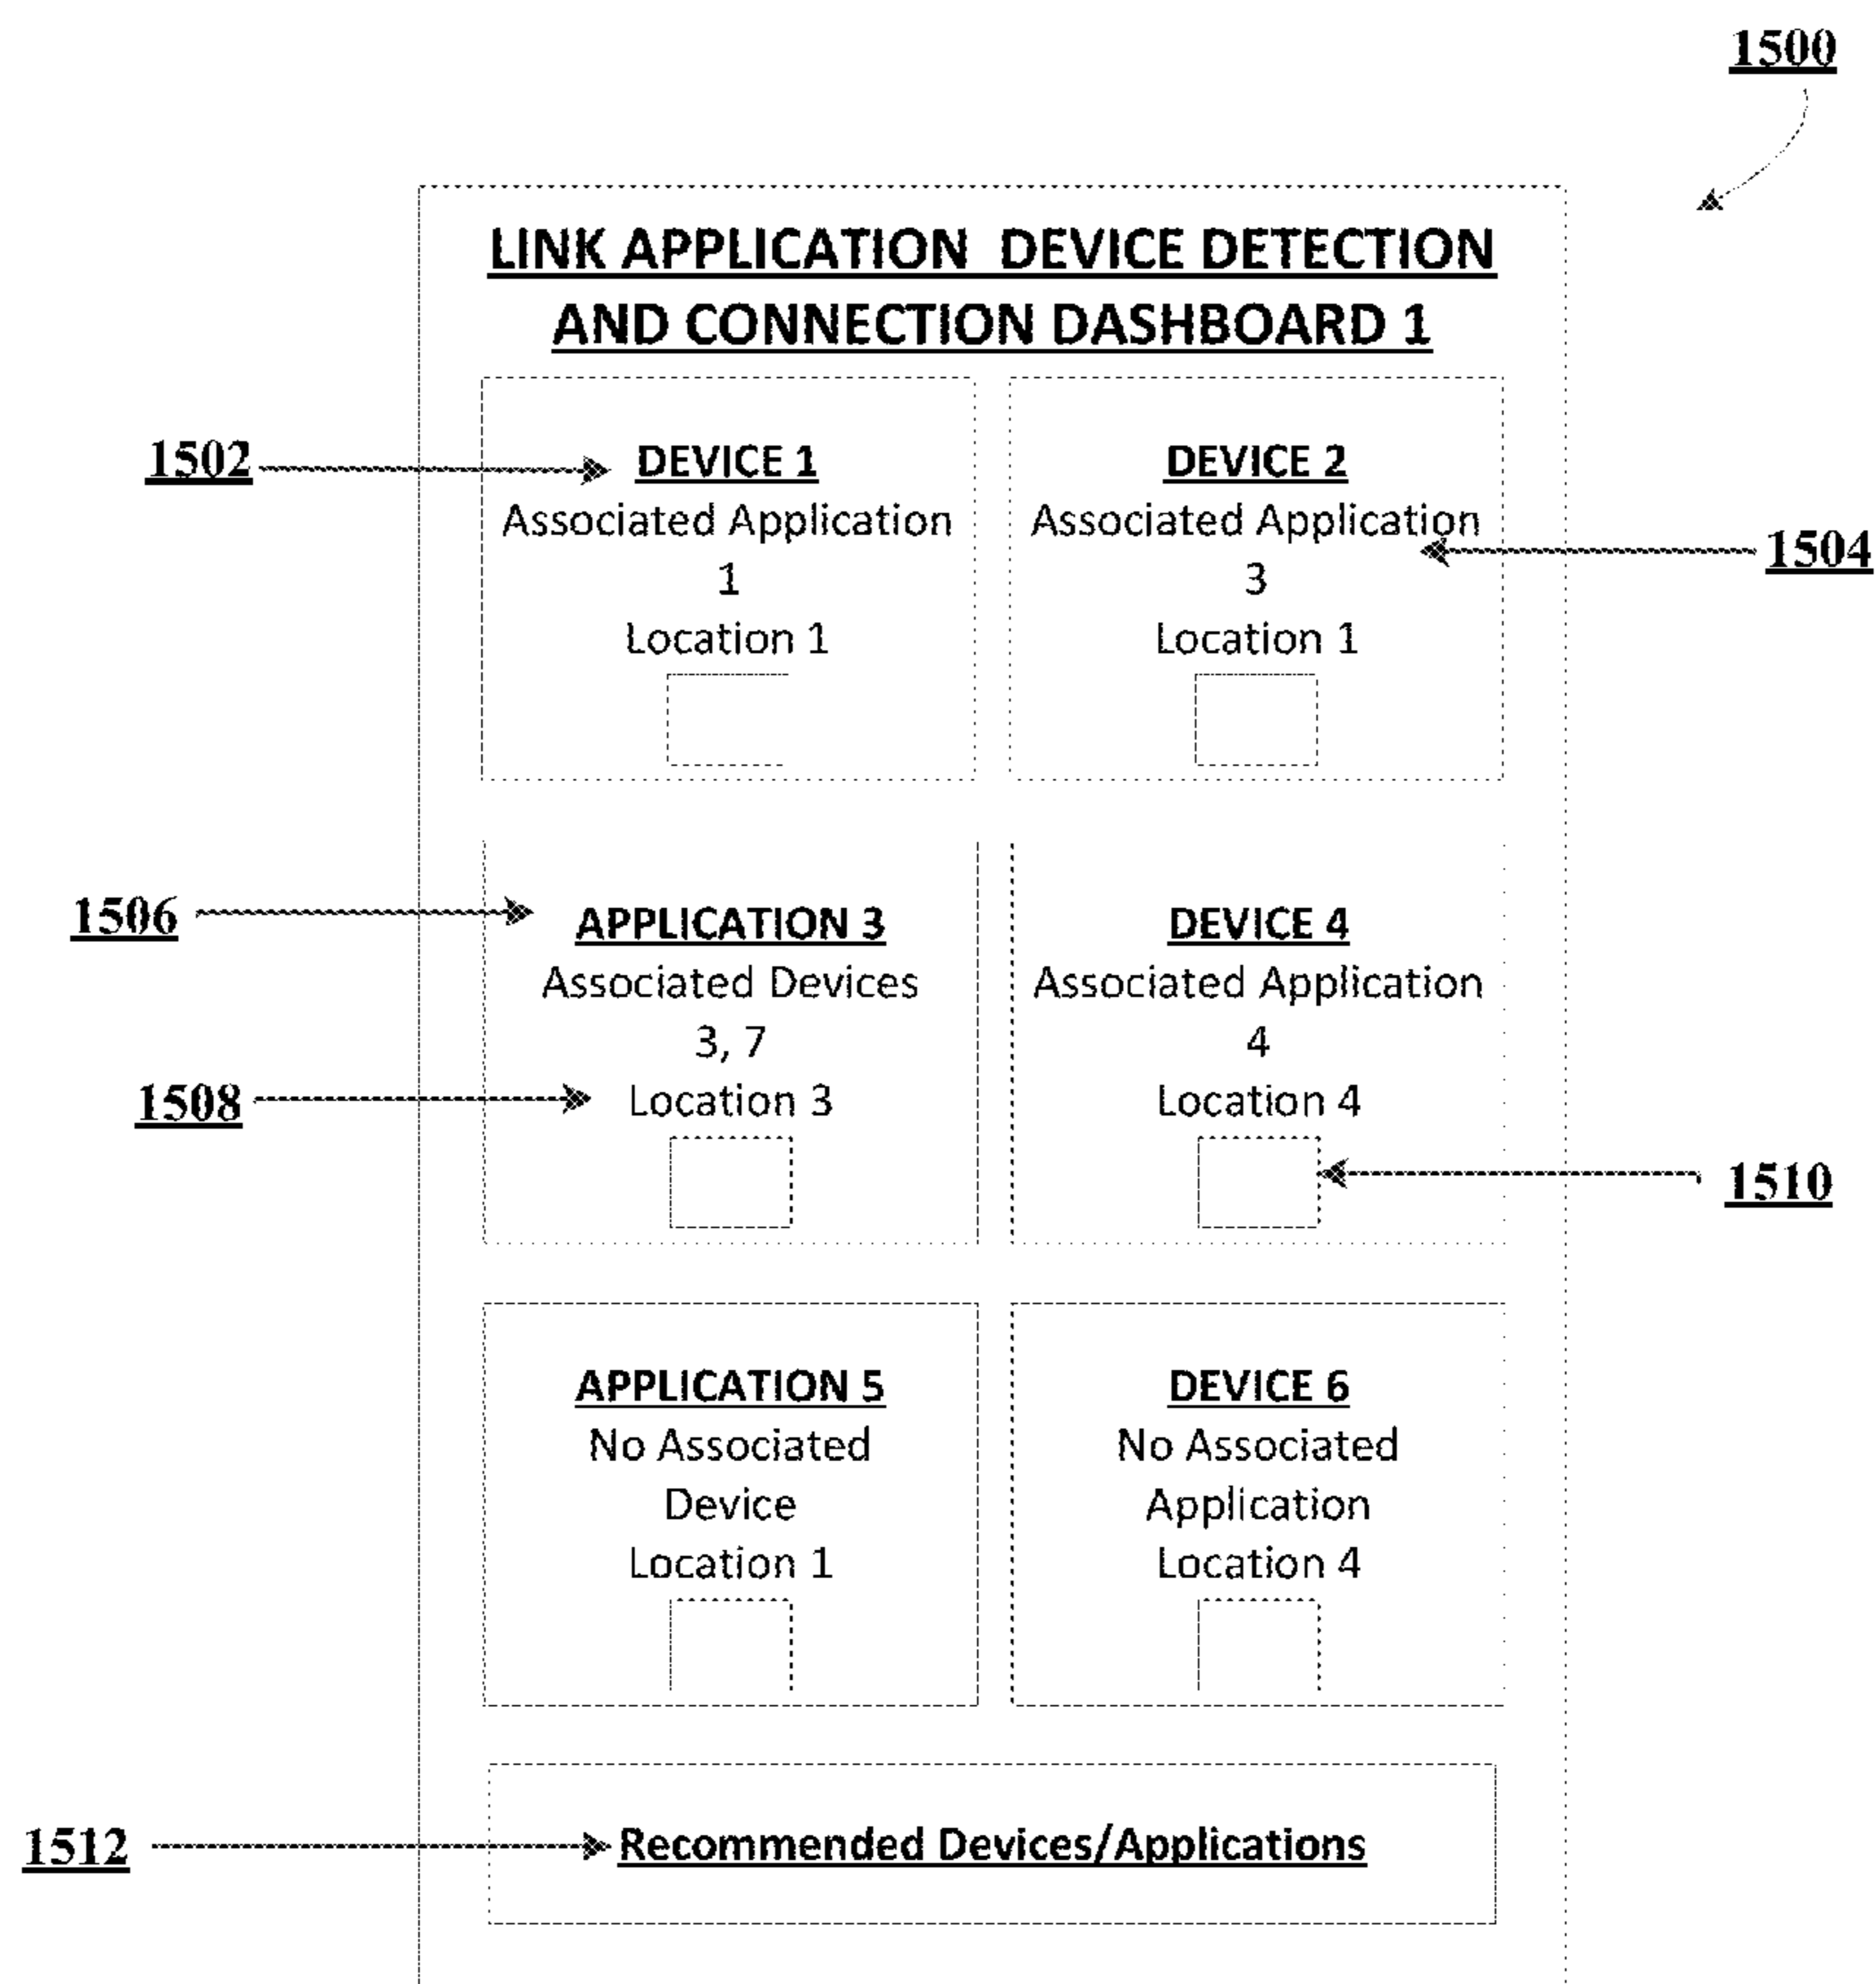 1500
LINK APPLICATION DEVICE DETECTION
AND CONNECTION DASHBOARD 1
1502
DEVICE 1
Associated Application
1
Location 1
DEVICE 2
Associated Application
3
Location 1
1504
1506
APPLICATION 3
Associated Devices
3, 7
Location 3
1508
DEVICE 4
Associated Application
4
Location 4
1510
APPLICATION 5
No Associated
Device
Location 1
DEVICE 6
No Associated
Application
Location 4
1512
Recommended Devices/Applications